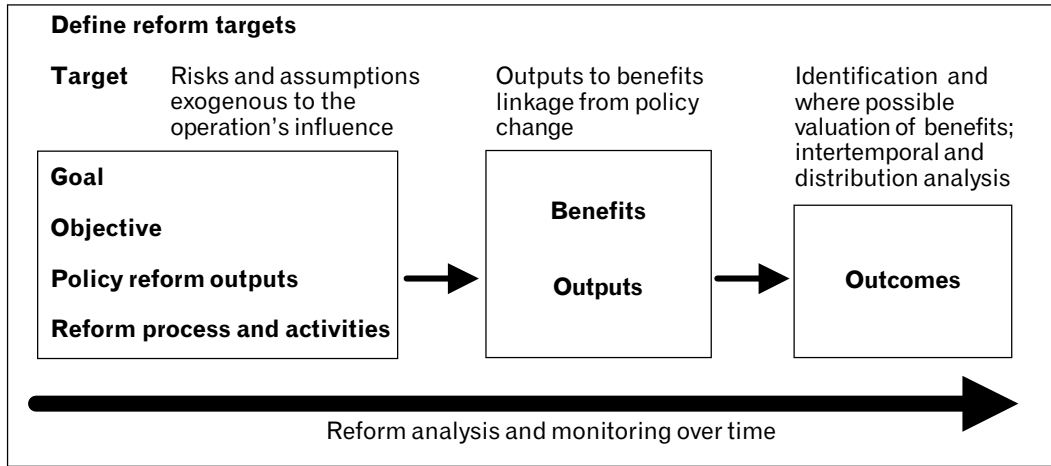 Define reform targets
Target
Risks and assumptions
exogenous to the
operation's influence
Outputs to benefits
linkage from policy
change
Identification and
where possible
valuation of benefits;
intertemporal and
distribution analysis
Goal
Objective
Policy reform outputs
Reform process and activities
Benefits
Outputs
Outcomes
Reform analysis and monitoring over time